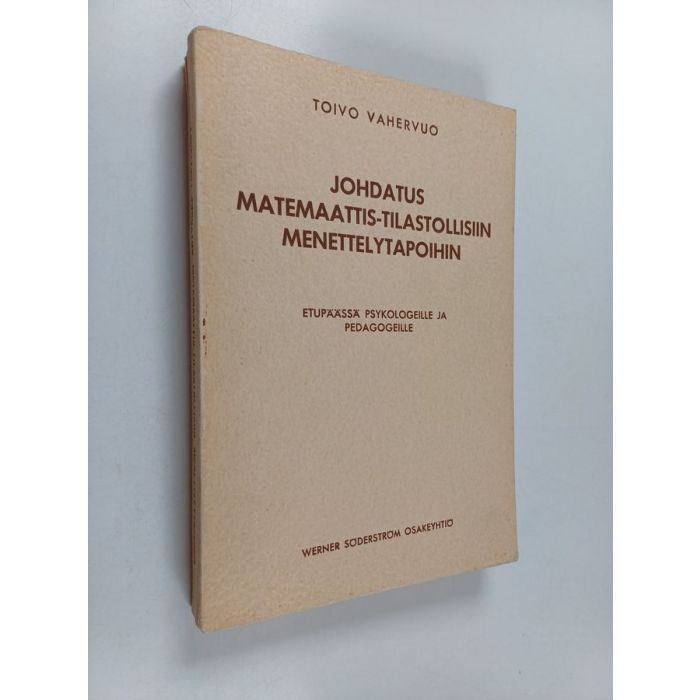 TOIVO VAHERVUO
JOHDATUS
MATEMAATTIS-TILASTOLLISIIN
MENETTELYTAPOIHIN
ETUPÄÄSSÄ PSYKOLOGEILLE JA
PEDAGOGEILLE
WERNER SÖDERSTRÖM OSAKEYHTIÖ